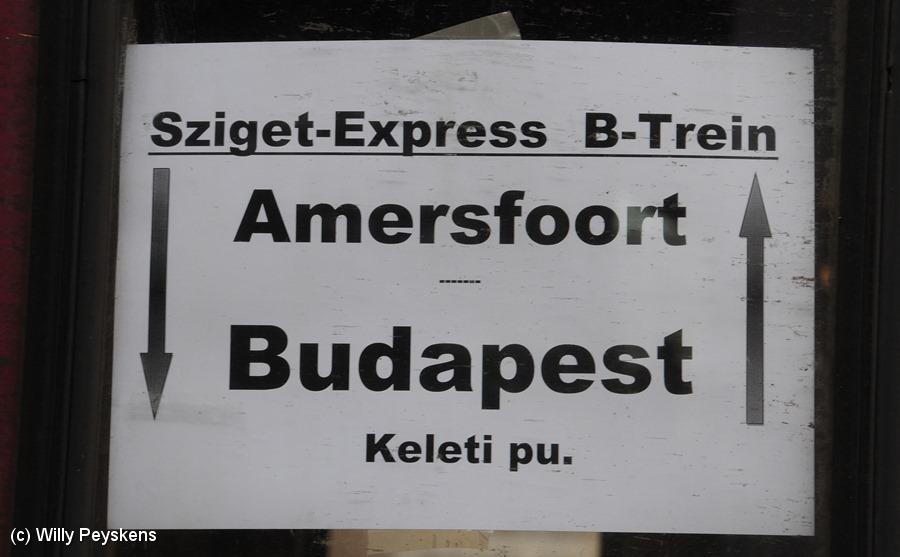 Sziget-Express B-Trein
Amersfoort
-------
Budapest
Keleti pu.
(c) Willy Peyskens